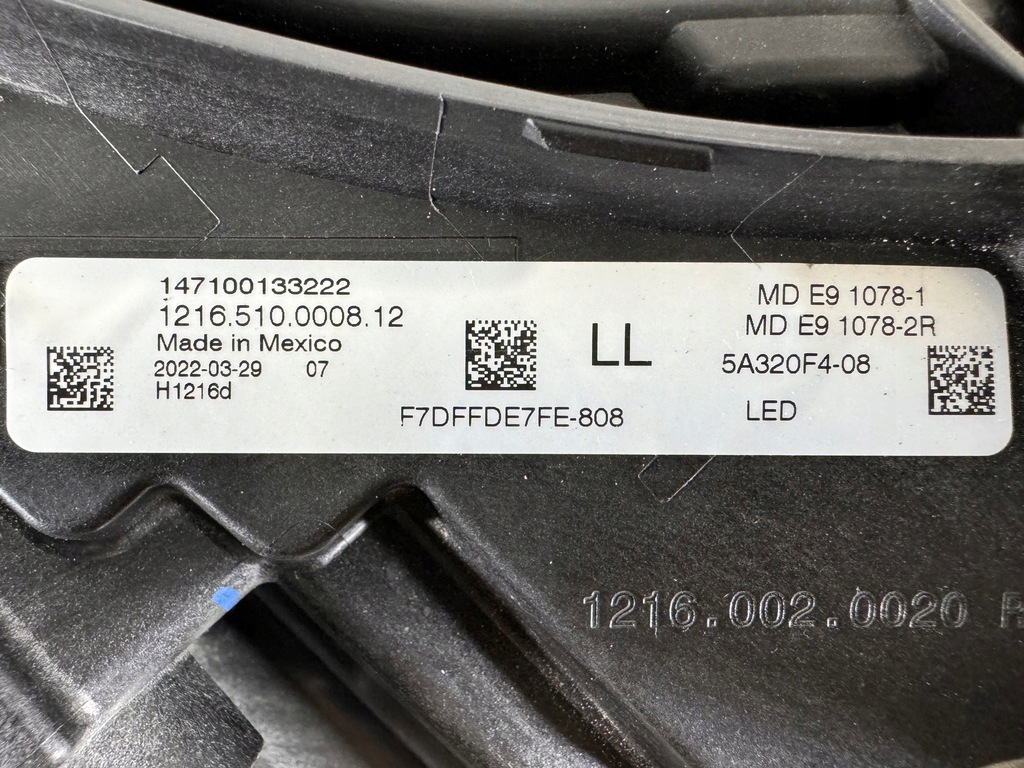 147100133222
1216.510.0008.12
Made in Mexico
2022-03-29 07
H1216d
F7DFFDE7FE-808
LL
MD E9 1078-1
MD E9 1078-2R
5A320F4-08
LED
1216.002.0020